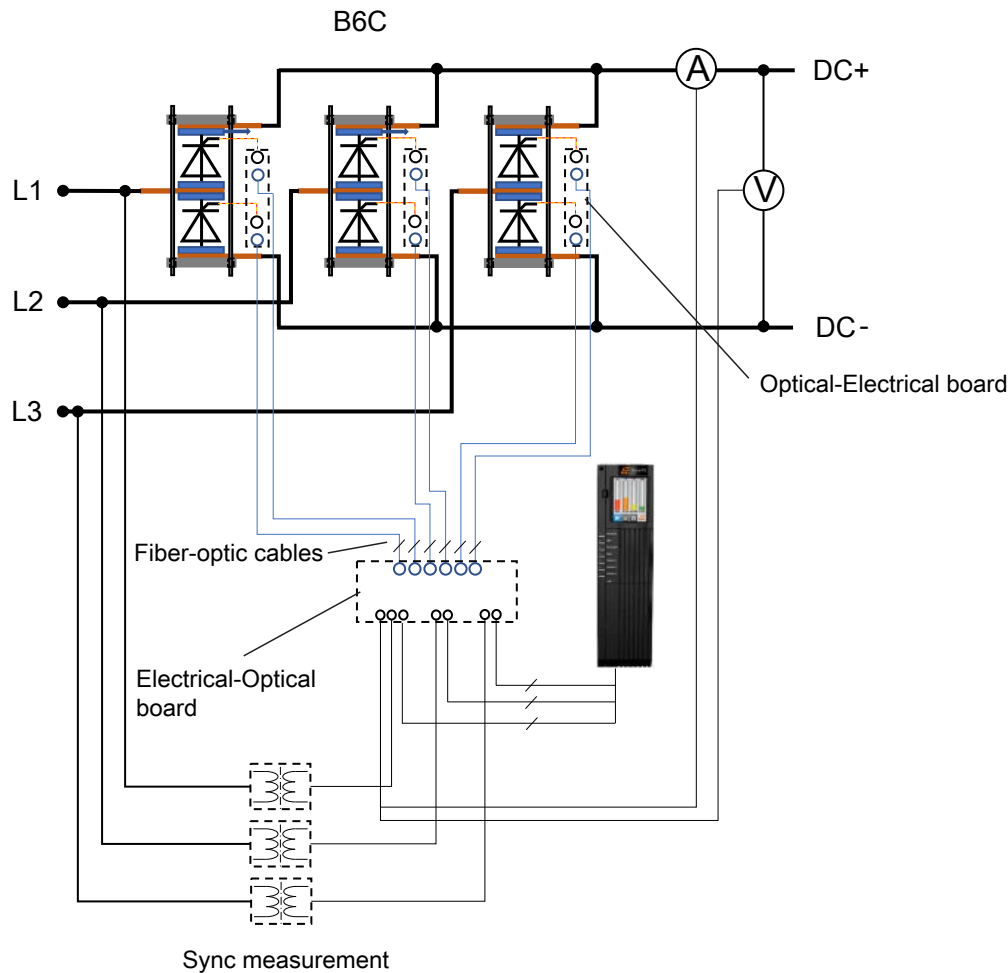 B6C
A
DC+
L1
V
L2
DC-
Optical-Electrical board
L3
Fiber-optic cables
Electrical-Optical
board
Sync measurement